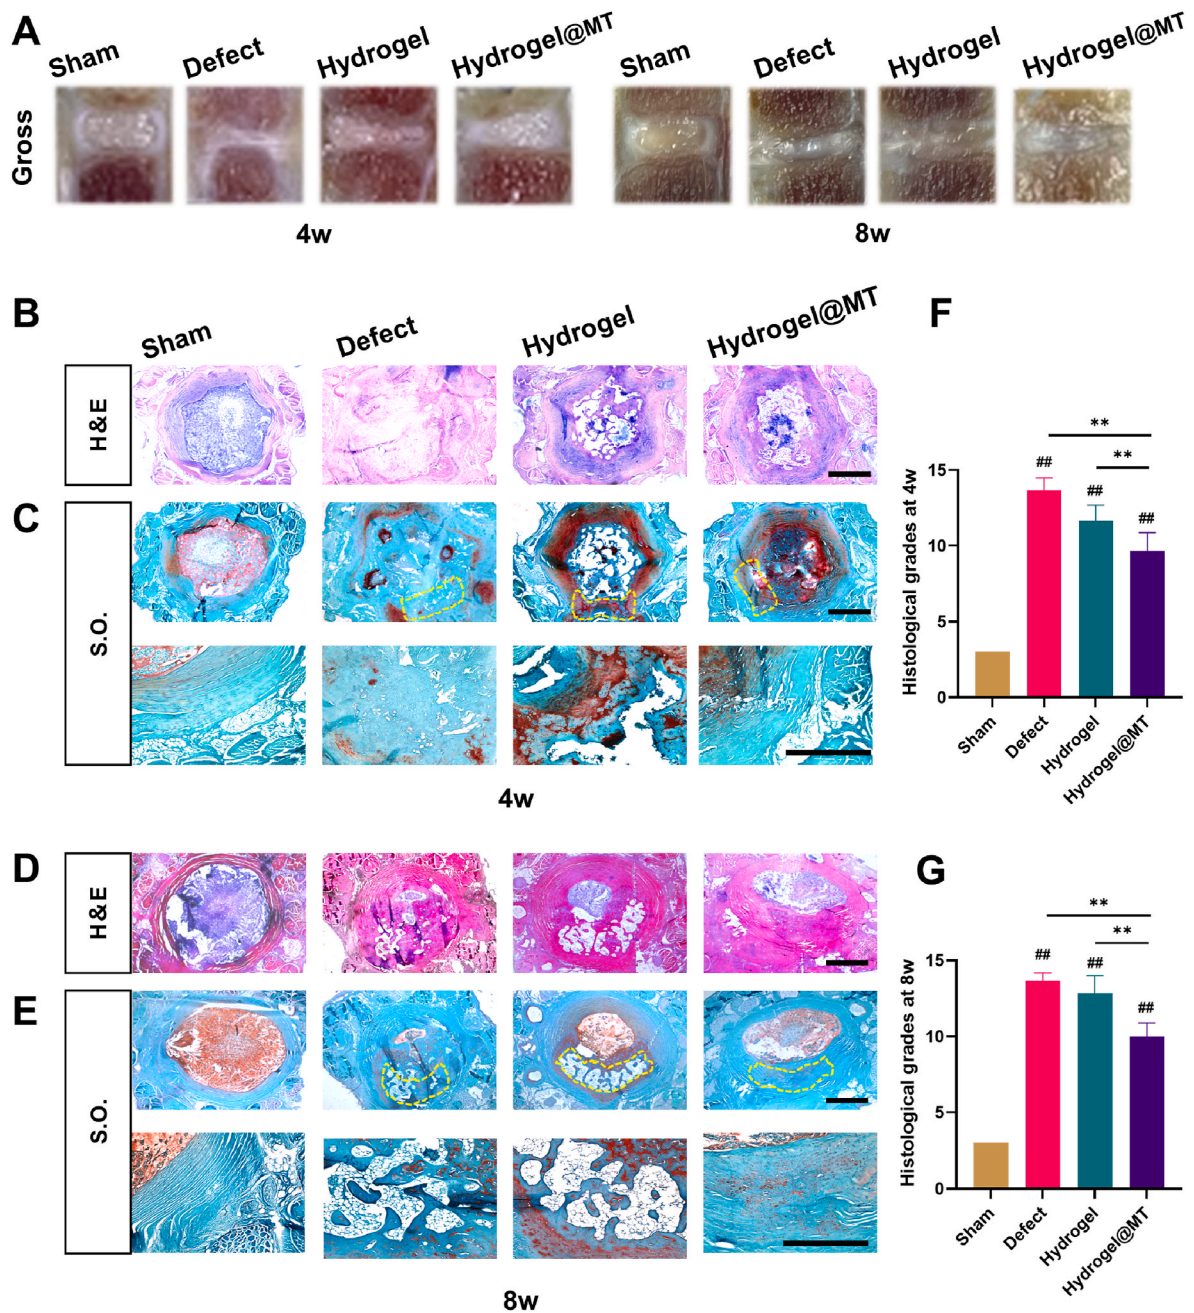 A
Sham
Defect
Hydrogel
Hydrogel@MT
Sham
Defect
Hydrogel
Hydrogel@MT
Gross
4w
8w
B
Sham
Defect
Hydrogel
Hydrogel@MT
H&E
C
S.O.
4w
D
H&E
E
S.O.
8w
F
**
**
##
##
##
15
10
5
0
Histological grades at 4w
Sham
Defect
Hydrogel
Hydrogel@MT
G
**
**
##
##
##
15
10
5
0
Histological grades at 8w
Sham
Defect
Hydrogel
Hydrogel@MT